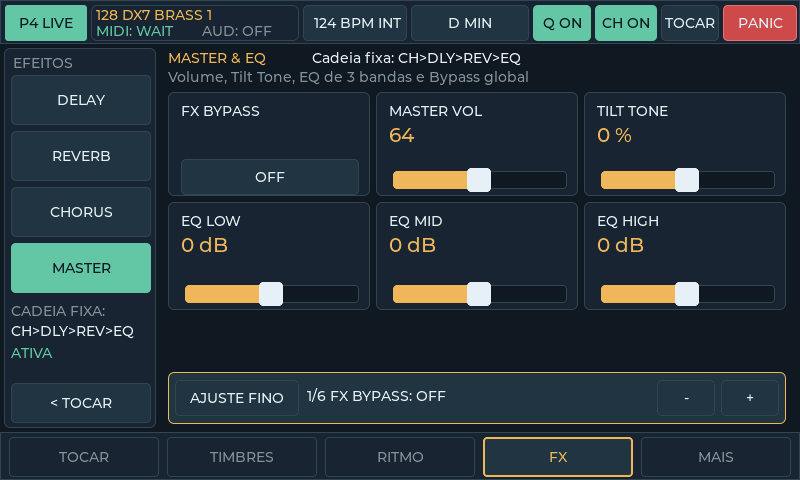 P4 LIVE
128 DX7 BRASS 1
MIDI: WAIT AUD: OFF
124 BPM INT
D MIN
Q ON
CH ON
TOCAR
PANIC
EFEITOS
DELAY
REVERB
CHORUS
MASTER
CADEIA FIXA:
CH>DLY>REV>EQ
ATIVA
< TOCAR
MASTER & EQ
Cadeia fixa: CH>DLY>REV>EQ
Volume, Tilt Tone, EQ de 3 bandas e Bypass global
FX BYPASS
OFF
MASTER VOL
64
TILT TONE
0 %
EQ LOW
0 dB
EQ MID
0 dB
EQ HIGH
0 dB
AJUSTE FINO
1/6 FX BYPASS: OFF
-
+
TOCAR
TIMBRES
RITMO
FX
MAIS